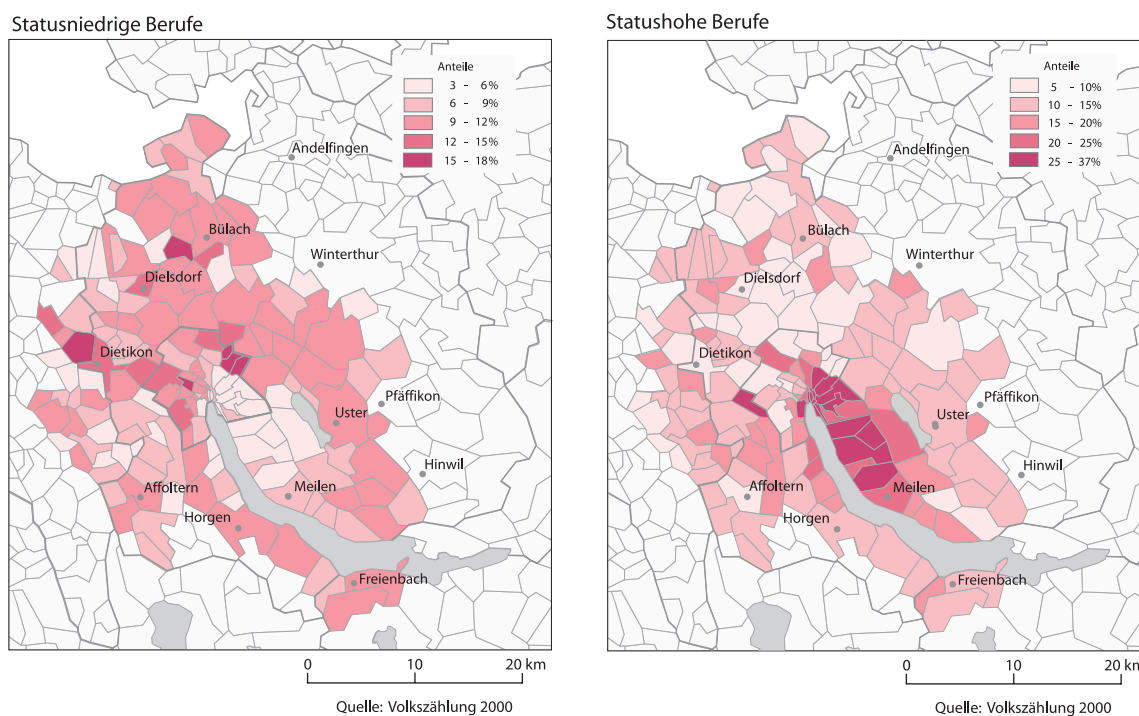 Statusniedrige Berufe
Anteile
3 - 6%
6 - 9%
9 - 12%
12 - 15%
15 - 18%
Andelfingen
Bülach
Winterthur
Dielsdorf
Dietikon
Pfäffikon
Uster
Hinwil
Affoltern
Meilen
Horgen
Freienbach
0 10 20 km
Quelle: Volkszählung 2000
Statushohe Berufe
Anteile
5 - 10%
10 - 15%
15 - 20%
20 - 25%
25 - 37%
Andelfingen
Bülach
Winterthur
Dielsdorf
Dietikon
Pfäffikon
Uster
Hinwil
Affoltern
Meilen
Horgen
Freienbach
0 10 20 km
Quelle: Volkszählung 2000